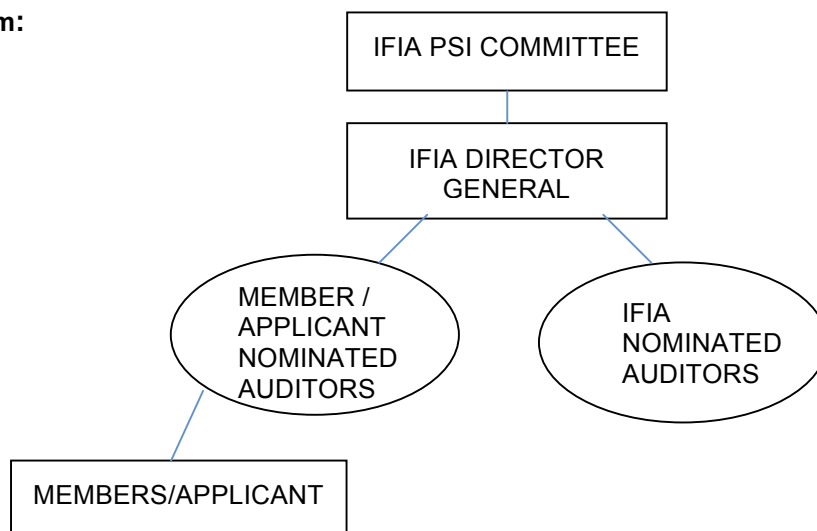 m:
IFIA PSI COMMITTEE
IFIA DIRECTOR
GENERAL
MEMBER /
APPLICANT
NOMINATED
AUDITORS
IFIA
NOMINATED
AUDITORS
MEMBERS/APPLICANT